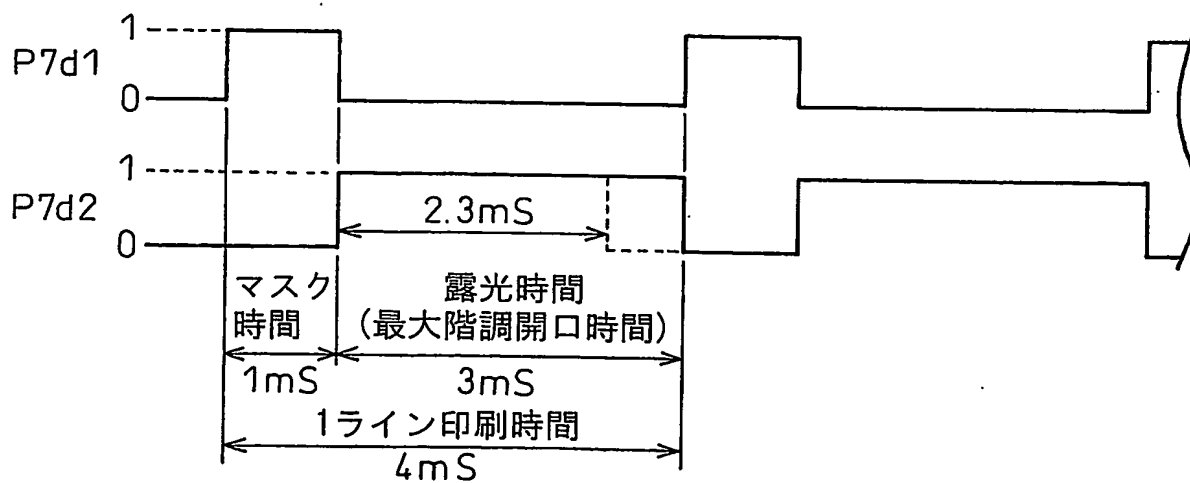 1
P7d1
0
1
P7d2
2.3mS
0
マスク
時間
露光時間
(最大階調開口時間)
1mS
3mS
1ライン印刷時間
4mS